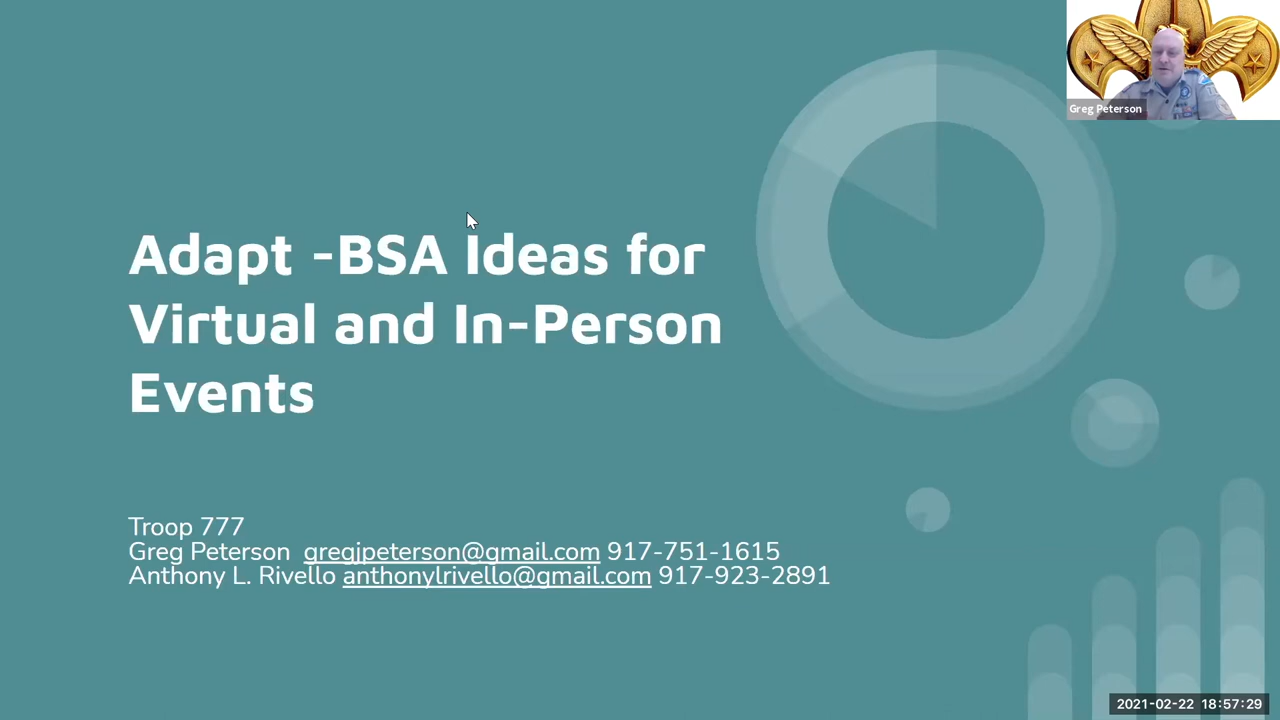 Greg Peterson
Adapt -BSA Ideas for
Virtual and In-Person
Events
Troop 777
Greg Peterson  gregjpeterson@gmail.com 917-751-1615
Anthony L. Rivello anthonylrivello@gmail.com 917-923-2891
2021-02-22 18:57:29